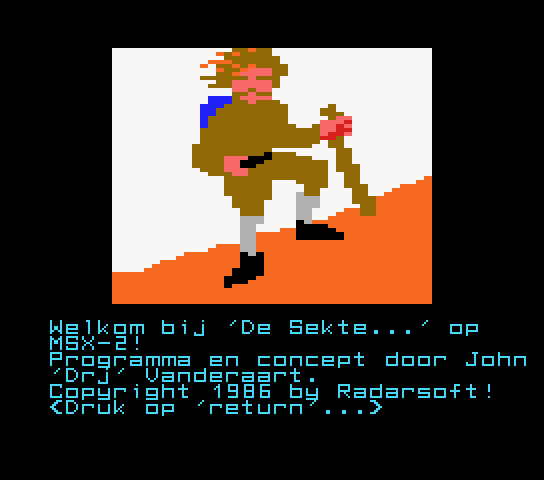 Welkom bij 'De Sekte...' op
MSX-2!
Programma en concept door John
'Drj' Vanderaart.
Copyright 1986 by Radarsoft!
<Druk op 'return'...>